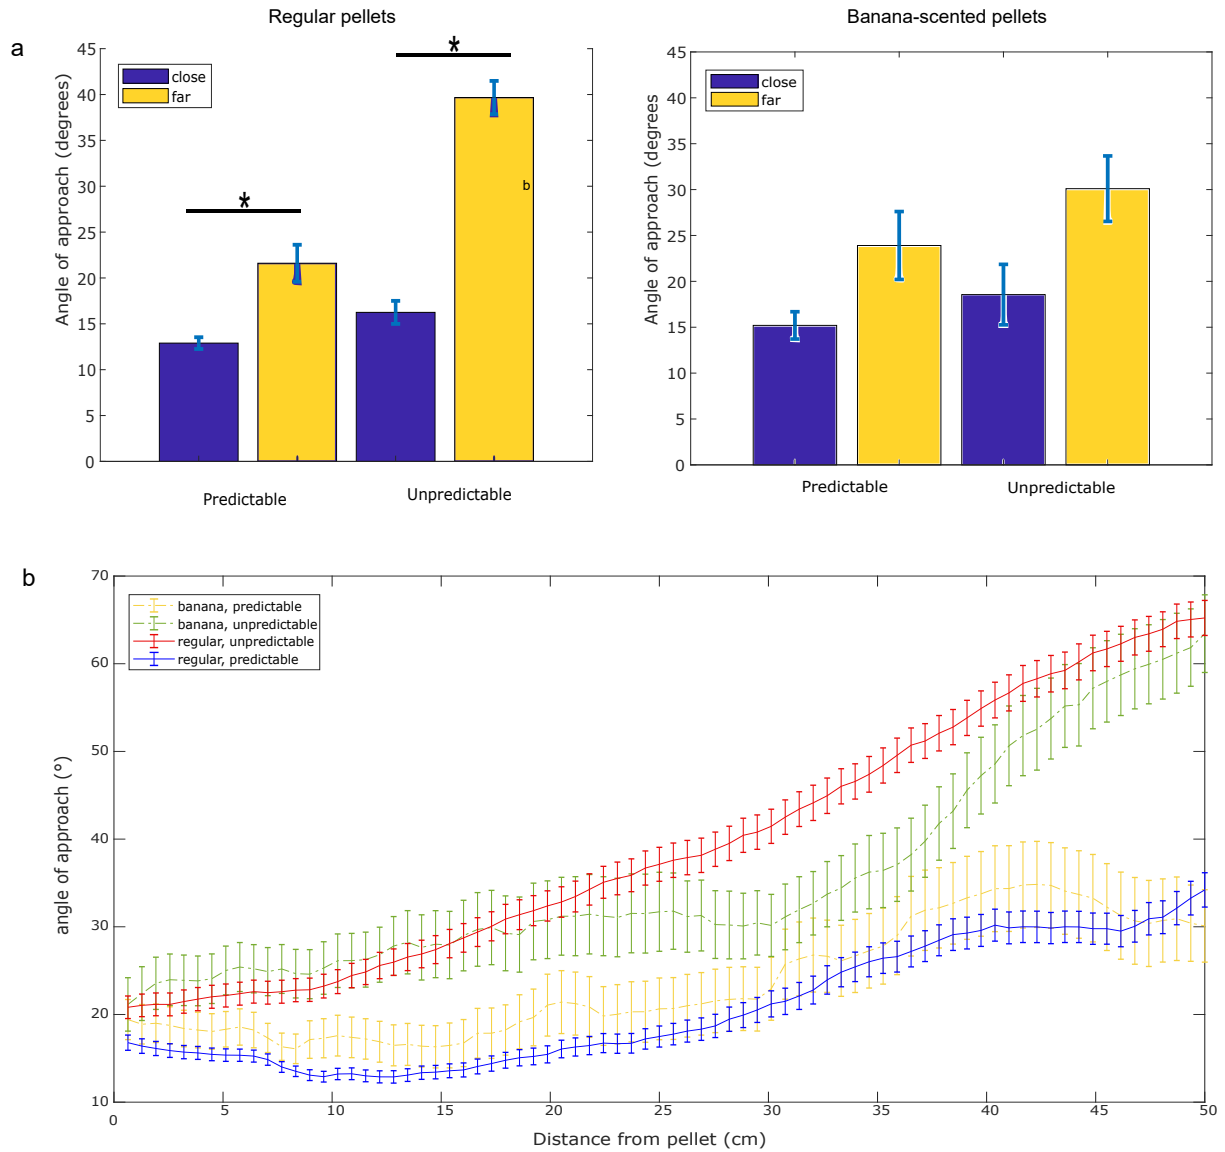 Regular pellets
Banana-scented pellets
a
*
*
45
40
35
30
25
20
15
10
5
0
Angle of approach (degrees)
close
far
b
Predictable
Unpredictable
45
40
35
30
25
20
15
10
5
0
Angle of approach (degrees
close
far
Predictable
Unpredictable
b
70
60
50
40
30
20
10
angle of approach (°)
banana, predictable
banana, unpredictable
regular, unpredictable
regular, predictable
0
5
10
15
20
25
30
35
40
45
50
Distance from pellet (cm)